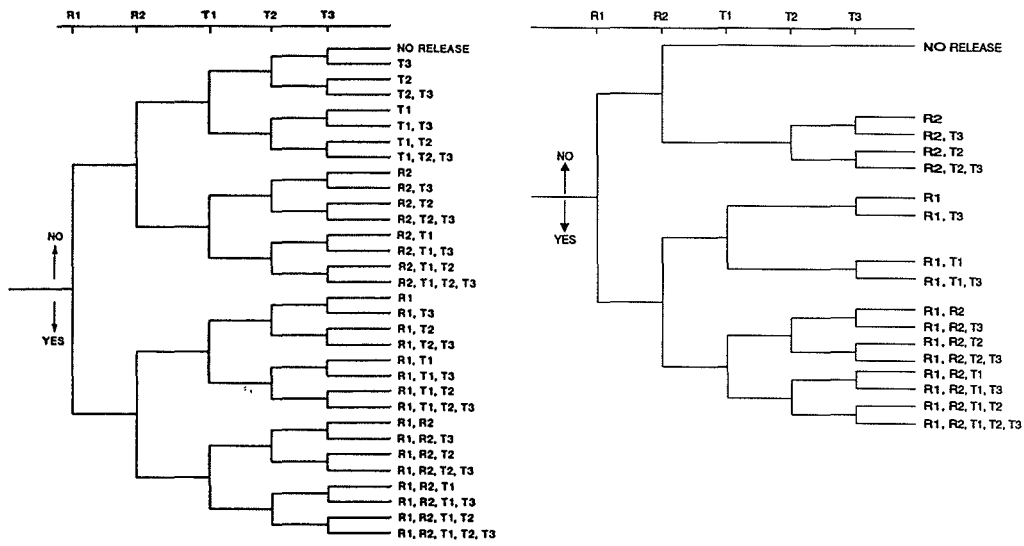 R1 R2 T1 T2 T3
NO RELEASE
T3
T2
T2, T3
T1
T1, T3
T1, T2
T1, T2, T3
R2
R2, T3
R2, T2
R2, T2, T3
R2, T1
R2, T1, T3
R2, T1, T2
R2, T1, T2, T3
R1
R1, T3
R1, T2
R1, T2, T3
R1, T1
R1, T1, T3
R1, T1, T2
R1, T1, T2, T3
R1, R2
R1, R2, T3
R1, R2, T2
R1, R2, T2, T3
R1, R2, T1
R1, R2, T1, T3
R1, R2, T1, T2
R1, R2, T1, T2, T3
NO
YES
R1 R2 T1 T2 T3
NO RELEASE
R2
R2, T3
R2, T2
R2, T2, T3
R1
R1, T3
R1, T1
R1, T1, T3
R1, R2
R1, R2, T3
R1, R2, T2
R1, R2, T2, T3
R1, R2, T1
R1, R2, T1, T3
R1, R2, T1, T2
R1, R2, T1, T2, T3
NO
YES